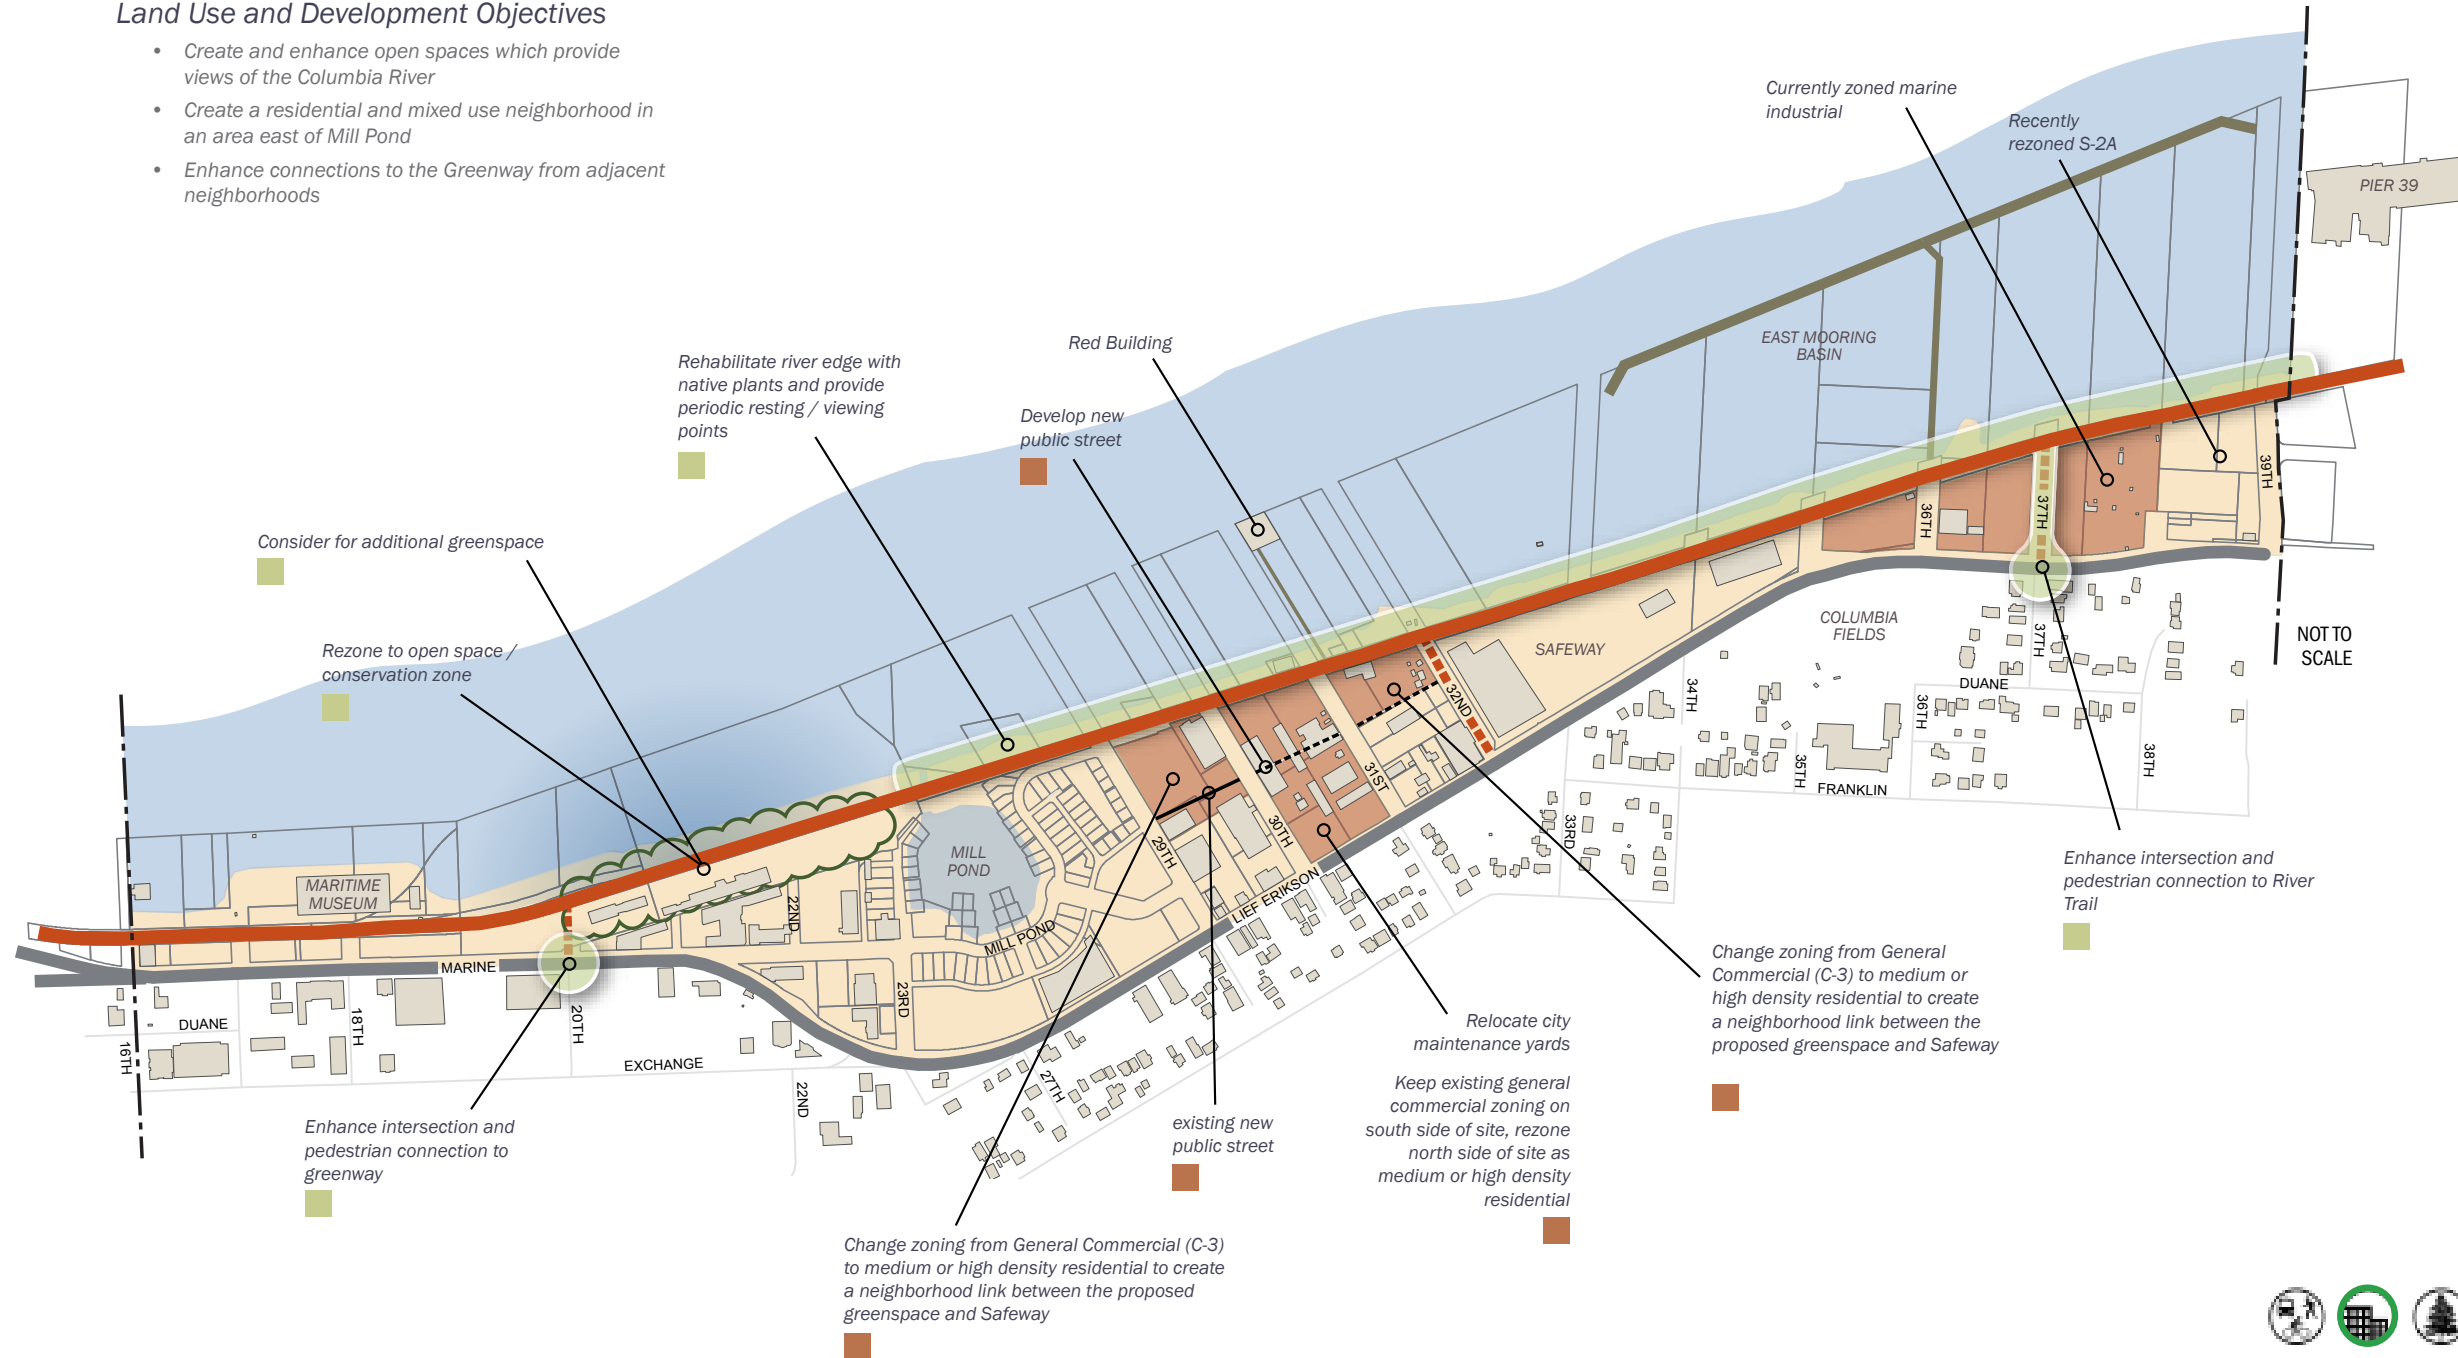 Land Use and Development Objectives
• Create and enhance open spaces which provide
views of the Columbia River
• Create a residential and mixed use neighborhood in
an area east of Mill Pond
• Enhance connections to the Greenway from adjacent
neighborhoods
Currently zoned marine
industrial
Recently
rezoned S-2A
PIER 39
EAST MOORING
BASIN
Red Building
Rehabilitate river edge with
native plants and provide
periodic resting / viewing
points
Develop new
public street
Consider for additional greenspace
Rezone to open space /
conservation zone
39TH
36TH
37TH
NOT TO
SCALE
COLUMBIA
FIELDS
SAFEWAY
37TH
DUANE
34TH
36TH
32ND
38TH
35TH
FRANKLIN
31ST
30TH
29TH
33RD
MILL
POND
MARITIME
MUSEUM
22ND
LIEF ERIKSON
MILL POND
MARINE
23RD
DUANE
18TH
20TH
16TH
EXCHANGE
22ND
27TH
Enhance intersection and
pedestrian connection to River
Trail
Change zoning from General
Commercial (C-3) to medium or
high density residential to create
a neighborhood link between the
proposed greenspace and Safeway
Relocate city
maintenance yards
Keep existing general
commercial zoning on
south side of site, rezone
north side of site as
medium or high density
residential
existing new
public street
Enhance intersection and
pedestrian connection to
greenway
Change zoning from General Commercial (C-3)
to medium or high density residential to create
a neighborhood link between the proposed
greenspace and Safeway